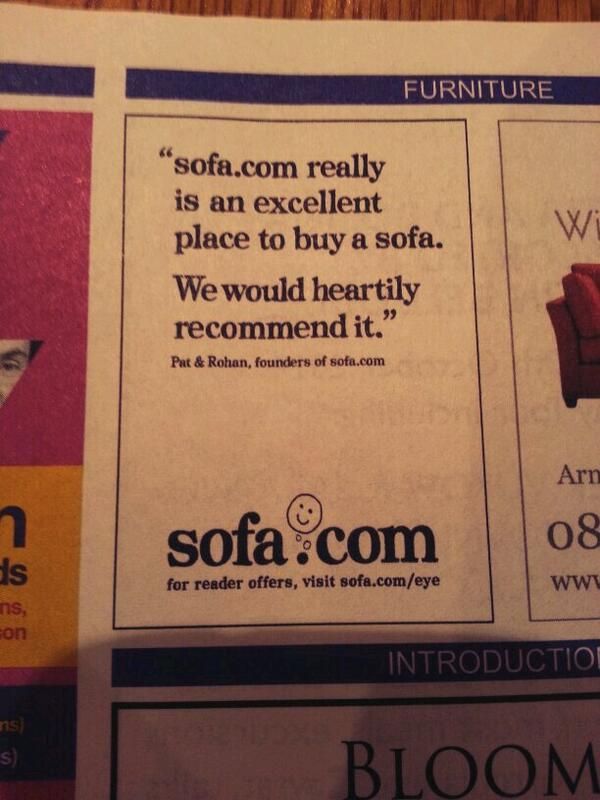 FURNITURE
“sofa.com really
is an excellent
place to buy a sofa.
We would heartily
recommend it.”
Pat & Rohan, founders of sofa.com
sofa.com
for reader offers, visit sofa.com/eye
Wi
Arm
08
www
n
ds
ns,
on
ns)
s)
INTRODUCTIO
BLOOM